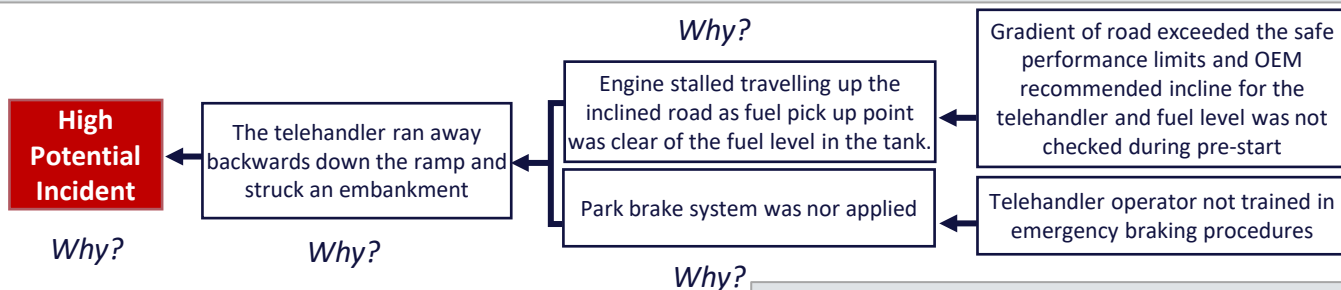 High
Potential
Incident
Why?
The telehandler ran away
backwards down the ramp and
struck an embankment
Why?
Why?
Engine stalled travelling up the
inclined road as fuel pick up point
was clear of the fuel level in the tank.
Park brake system was nor applied
Why?
Gradient of road exceeded the safe
performance limits and OEM
recommended incline for the
telehandler and fuel level was not
checked during pre-start
Telehandler operator not trained in
emergency braking procedures